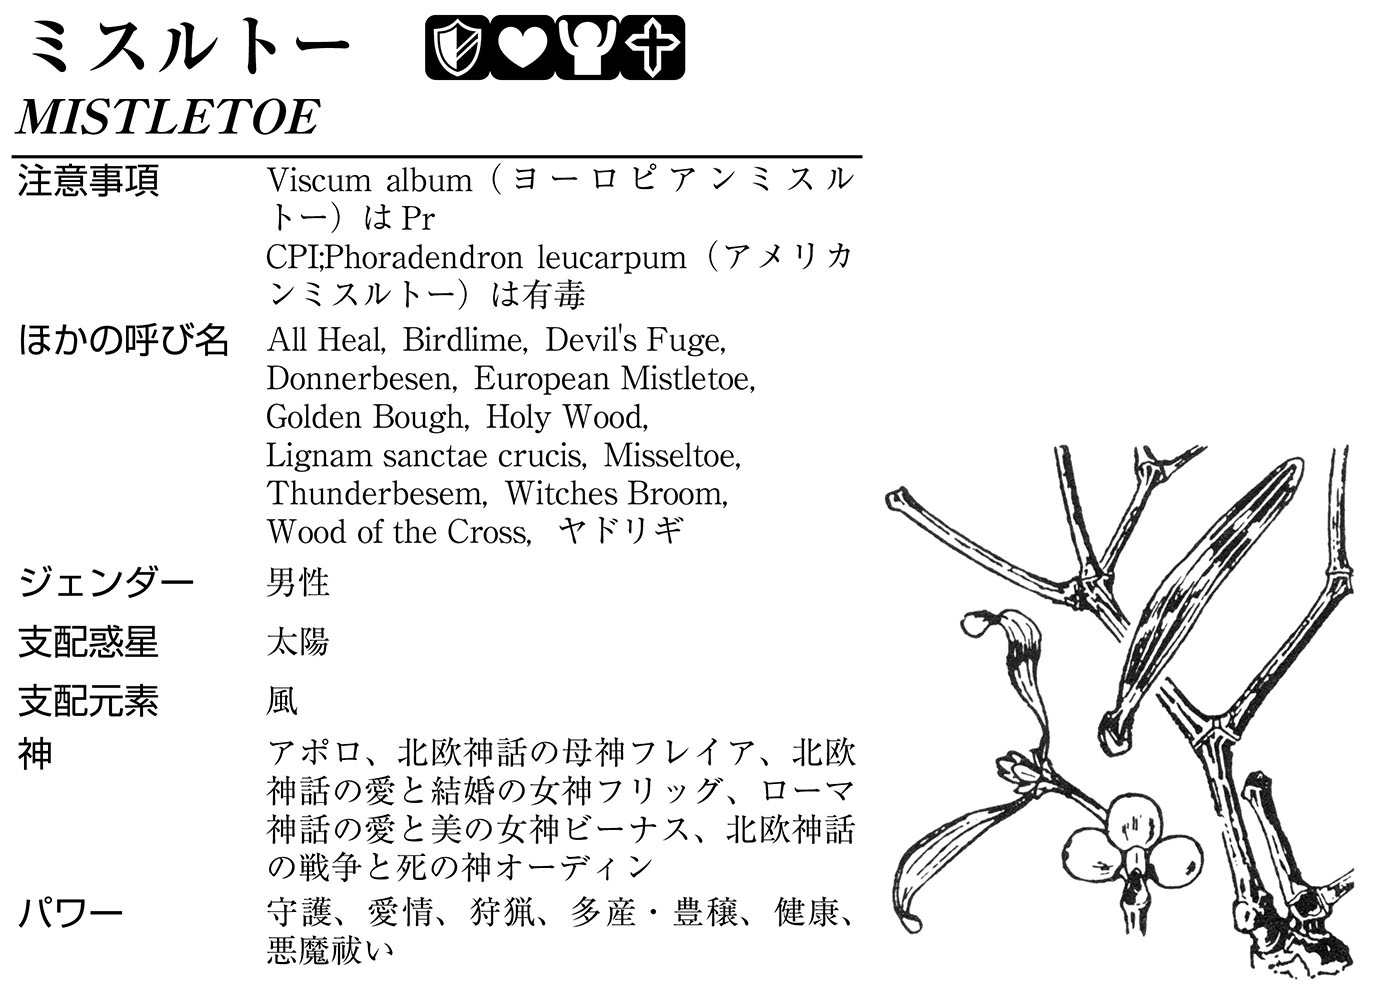 ミスルトー
MISTLETOE
注意事項 Viscum album（ヨーロピアンミスル
トー）は Pr
CPI;Phoradendron leucarpum（アメリカ
ンミスルトー）は有毒
ほかの呼び名 All Heal, Birdlime, Devil's Fuge,
Donnerbesen, European Mistletoe,
Golden Bough, Holy Wood,
Lignam sanctae crucis, Misseltoe,
Thunderbesem, Witches Broom,
Wood of the Cross, ヤドリギ
ジェンダー 男性
支配惑星 太陽
支配元素 風
神 アポロ、北欧神話の母神フレイア、北欧
神話の愛と結婚の女神フリッグ、ローマ
神話の愛と美の女神ビーナス、北欧神話
の戦争と死の神オーディン
パワー 守護、愛情、狩猟、多産・豊穣、健康、
悪魔祓い